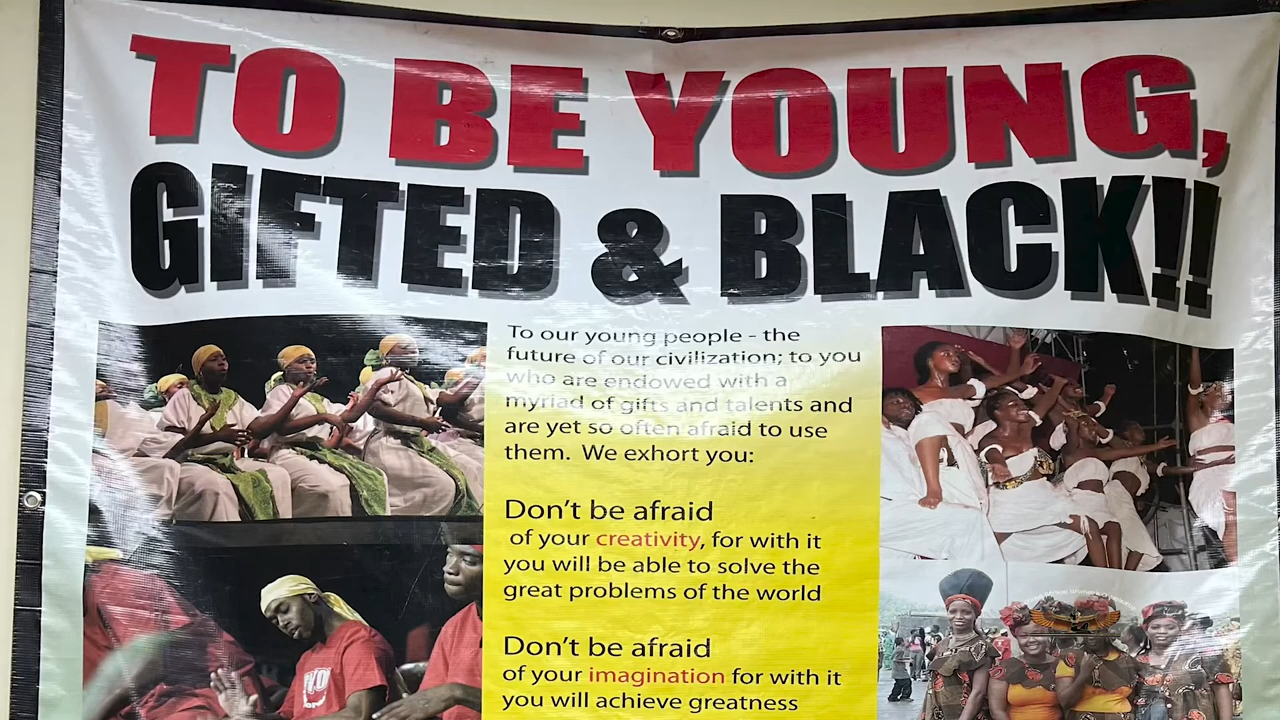 TO BE YOUNG,
GIFTED & BLACK!!
To our young people - the
future of our civilization; to you
who are endowed with a
myriad of gifts and talents and
are yet so often afraid to use
them. We exhort you:
Don't be afraid
of your creativity, for with it
you will be able to solve the
great problems of the world
Don't be afraid
of your imagination for with it
you will achieve greatness